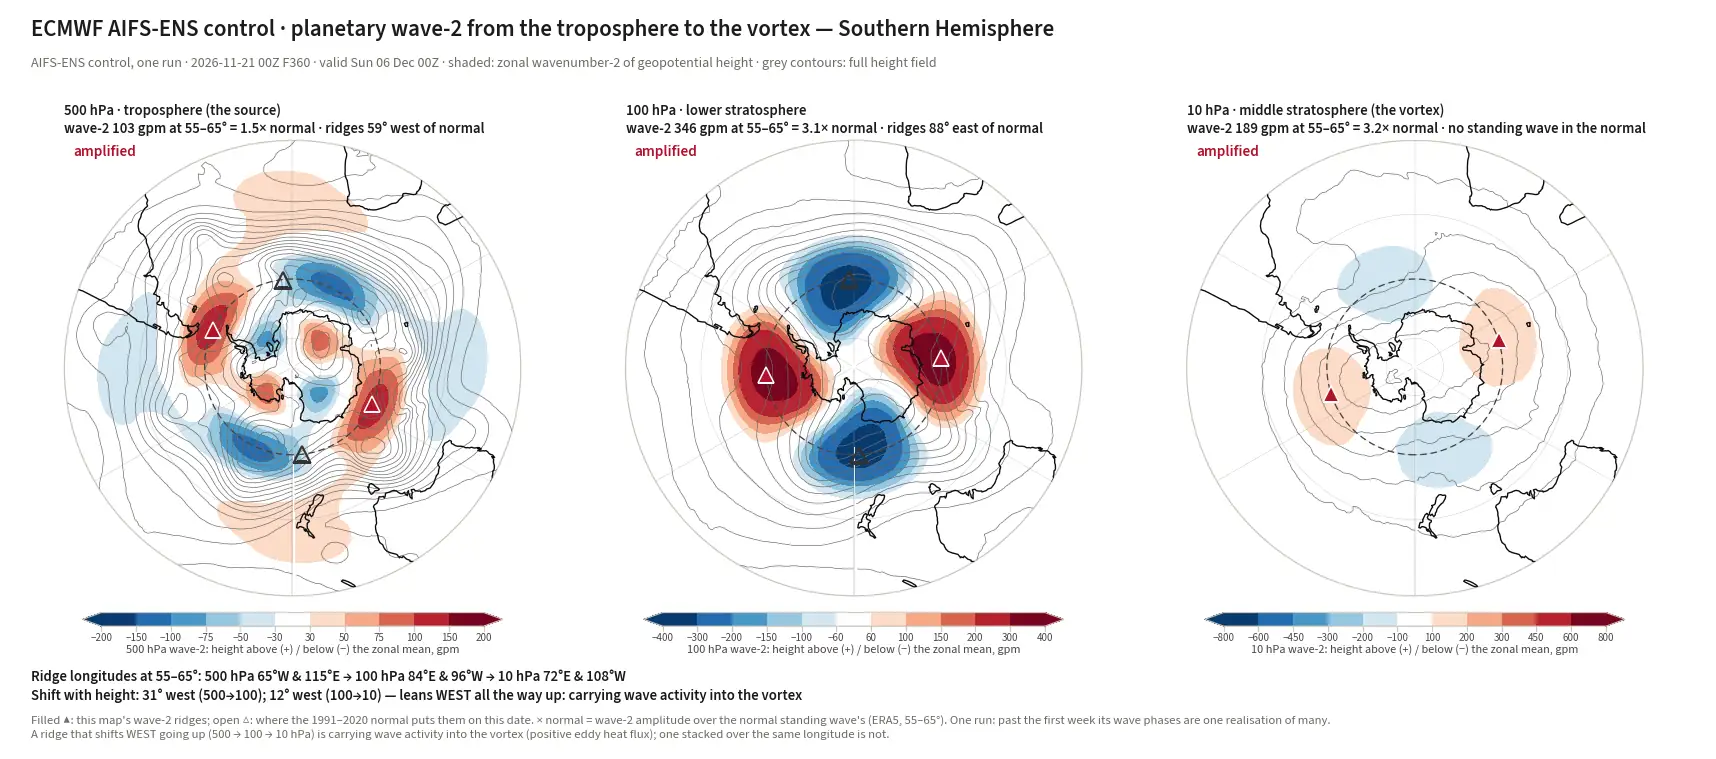 ECMWF AIFS-ENS control · planetary wave-2 from the troposphere to the vortex — Southern Hemisphere
AIFS-ENS control, one run · 2026-11-21 00Z F360 · valid Sun 06 Dec 00Z · shaded: zonal wavenumber-2 of geopotential height · grey contours: full height field
500 hPa · troposphere (the source)
wave-2 103 gpm at 55–65° = 1.5× normal · ridges 59° west of normal
amplified
100 hPa · lower stratosphere
wave-2 346 gpm at 55–65° = 3.1× normal · ridges 88° east of normal
amplified
10 hPa · middle stratosphere (the vortex)
wave-2 189 gpm at 55–65° = 3.2× normal · no standing wave in the normal
amplified
−200 −150 −100 −75 −50 −30 30 50 75 100 150 200
500 hPa wave-2: height above (+) / below (−) the zonal mean, gpm
−400 −300 −200 −150 −100 −60 60 100 150 200 300 400
100 hPa wave-2: height above (+) / below (−) the zonal mean, gpm
−800 −600 −450 −300 −200 −100 100 200 300 450 600 800
10 hPa wave-2: height above (+) / below (−) the zonal mean, gpm
Ridge longitudes at 55–65°: 500 hPa 65°W & 115°E → 100 hPa 84°E & 96°W → 10 hPa 72°E & 108°W
Shift with height: 31° west (500→100); 12° west (100→10) — leans WEST all the way up: carrying wave activity into the vortex
Filled ▲: this map's wave-2 ridges; open △: where the 1991–2020 normal puts them on this date. × normal = wave-2 amplitude over the normal standing wave's (ERA5, 55–65°). One run: past the first week its wave phases are one realisation of many.
A ridge that shifts WEST going up (500 → 100 → 10 hPa) is carrying wave activity into the vortex (positive eddy heat flux); one stacked over the same longitude is not.